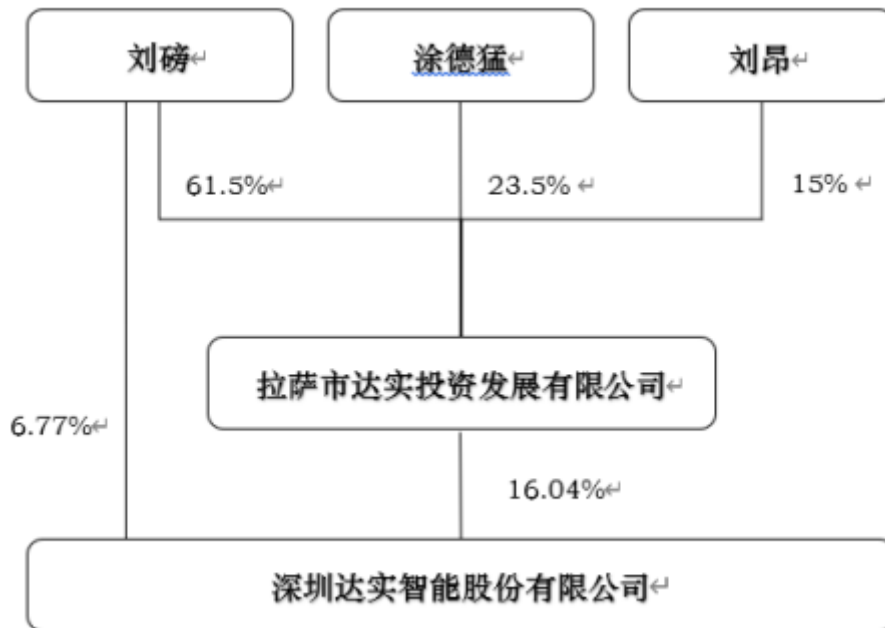 刘磅↵
涂德猛↵
刘昂↵
61.5%↵
23.5% ↵
15% ↵
拉萨市达实投资发展有限公司↵
6.77%↵
16.04%↵
深圳达实智能股份有限公司↵